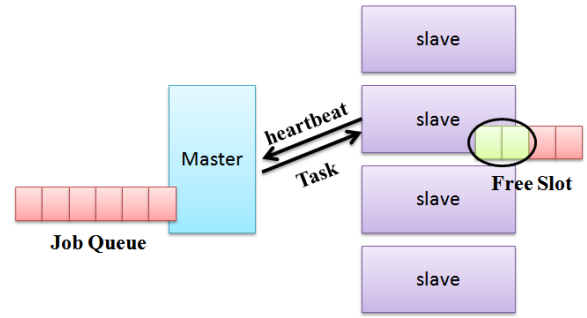 slave
slave
heartbeat
Master
Task
slave
Free Slot
Job Queue
slave